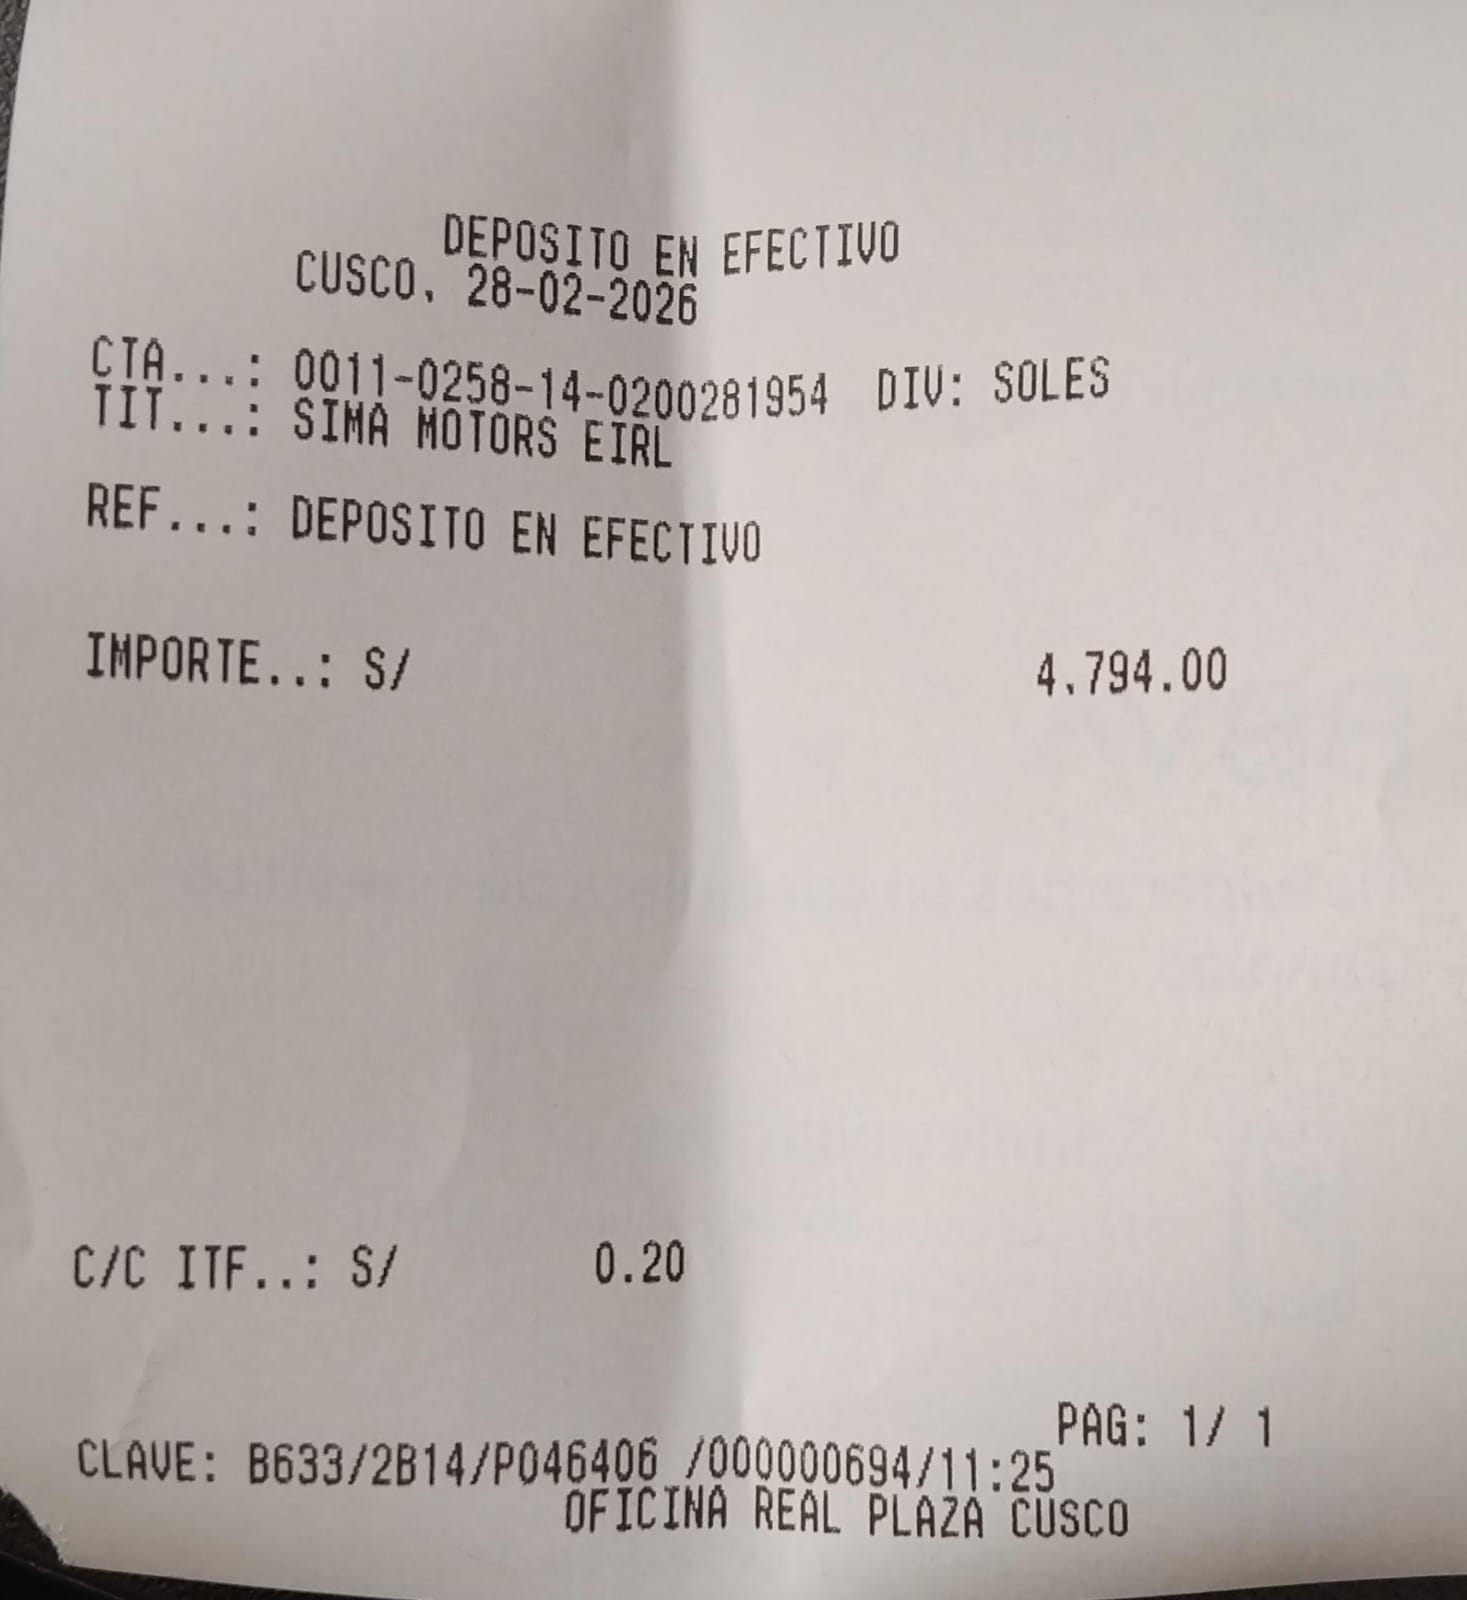 DEPOSITO EN EFECTIVO
CUSCO, 28-02-2026
CTA...: 0011-0258-14-0200281954 DIV: SOLES
TIT...: SIMA MOTORS EIRL
REF...: DEPOSITO EN EFECTIVO
IMPORTE..: S/ 4,794.00
C/C ITF..: S/ 0.20
PAG: 1/ 1
CLAVE: B633/2B14/P046406 /000000694/11:25
OFICINA REAL PLAZA CUSCO